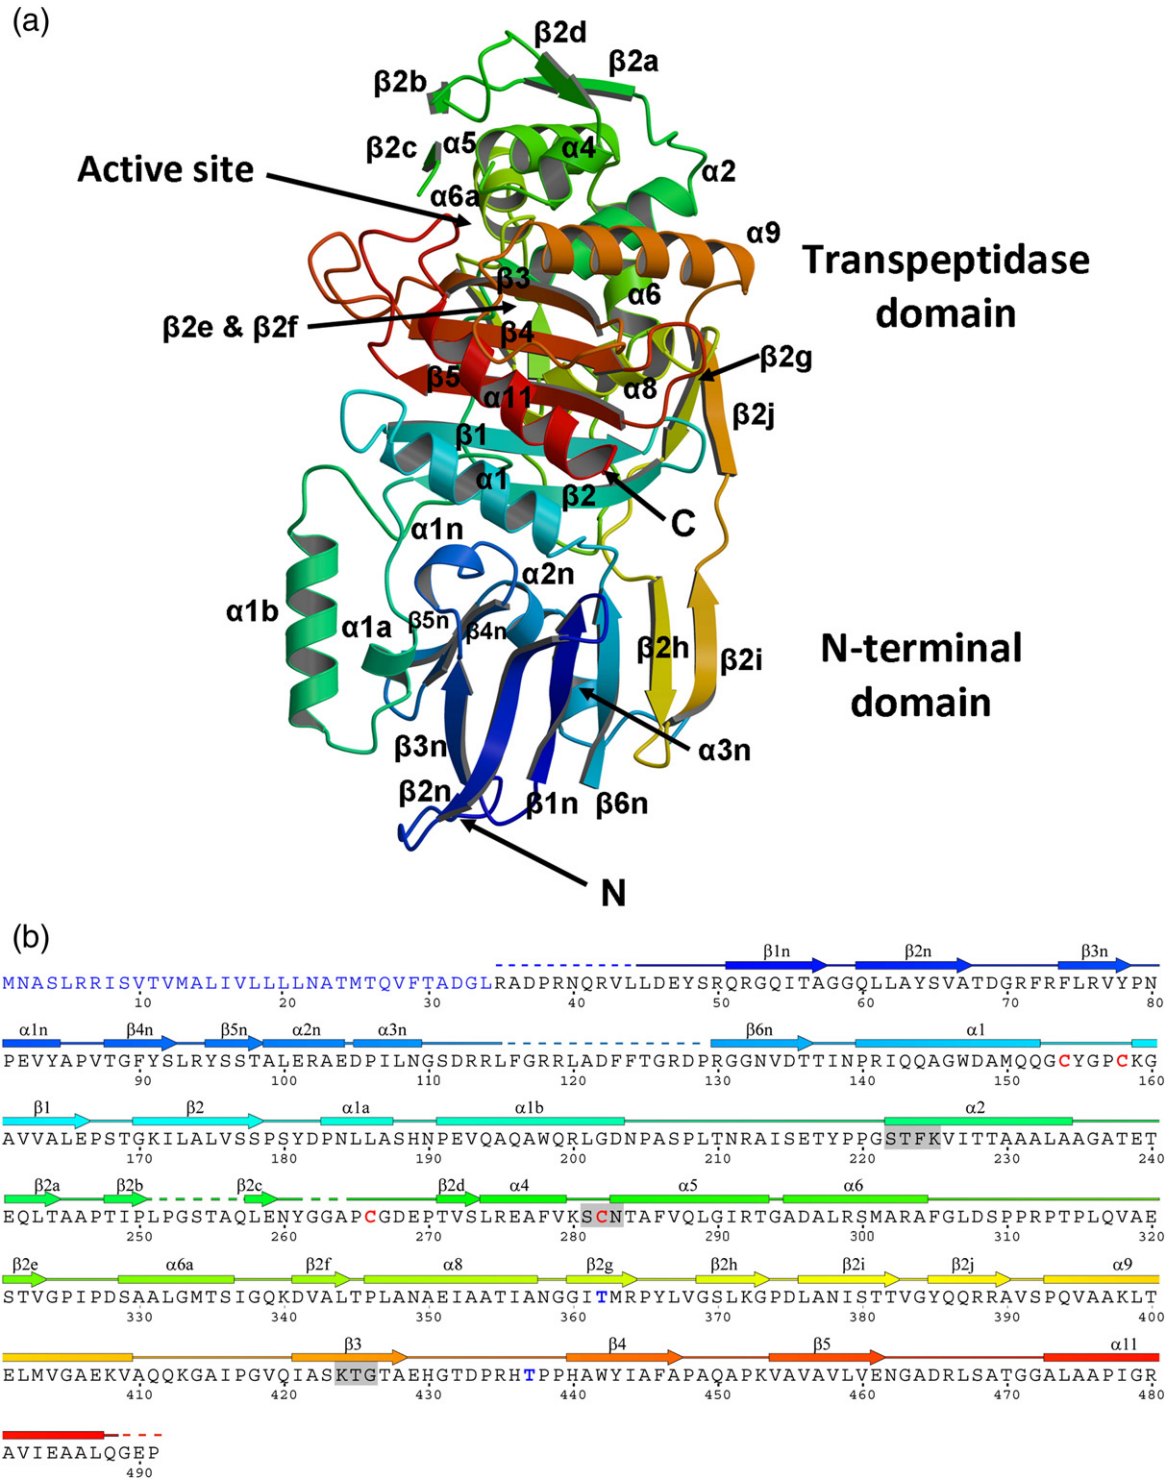 (a)
β2d
β2a
β2b
β2c
α5
α4
α2
Active site
α6a
α9
Transpeptidase
domain
β3
α6
β2e & β2f
β4
β2g
β5
α8
α11
β2j
β1
α1
β2
C
α1n
α2n
α1b
α1a
β5n
β4n
β2h
β2i
N-terminal
domain
β3n
α3n
β2n
β1n
β6n
N
(b)
β1n β2n β3n
MNASLRRISVTVMALIVLLLLNATMTQVFTADGLRADPRNQRVLLDEYSRQRGQITAGGQLLAYSVATDGRFRFLRVYPN
10 20 30 40 50 60 70 80
α1n β4n β5n α2n α3n β6n α1
PEVYAPVTGFYSLRYSSTALERAEDPILNGSDRRLFGRRLADFFTGRDPRGGNVDTTINPRIQQAGWDAMQQGCYGPCKG
90 100 110 120 130 140 150 160
β1 β2 α1a α1b α2
AVVALEPSTGKILALVSSPSYDPNLLASHNPEVQAQAWQRLGDNPASPLTNRAISETYPPGSTFKVITTAAALAAGATET
170 180 190 200 210 220 230 240
β2a β2b β2c β2d α4 α5 α6
EQLTAAPTIPLPGSTAQLENYGGAPCGDEPTVSLREAFVKSCNTAFVQLGIRTGADALRSMARAFGLDSPPRPTPLQVAE
250 260 270 280 290 300 310 320
β2e α6a β2f α8 β2g β2h β2i β2j α9
STVGPIPDSAALGMTSIGQKDVALTPLANAEIAATIANGGITMRPYLVGSLKGPDLANISTTVGYQQRRAVSPQVAAKLT
330 340 350 360 370 380 390 400
β3 β4 β5 α11
ELMVGAEKVAQQKGAIPGVQIASKTGTAEHGTDPRHTPPHAWYIAFAPAQAPKVAVAVLVENGADRLSATGGALAAPIGR
410 420 430 440 450 460 470 480
AVIEAALQGEP
490